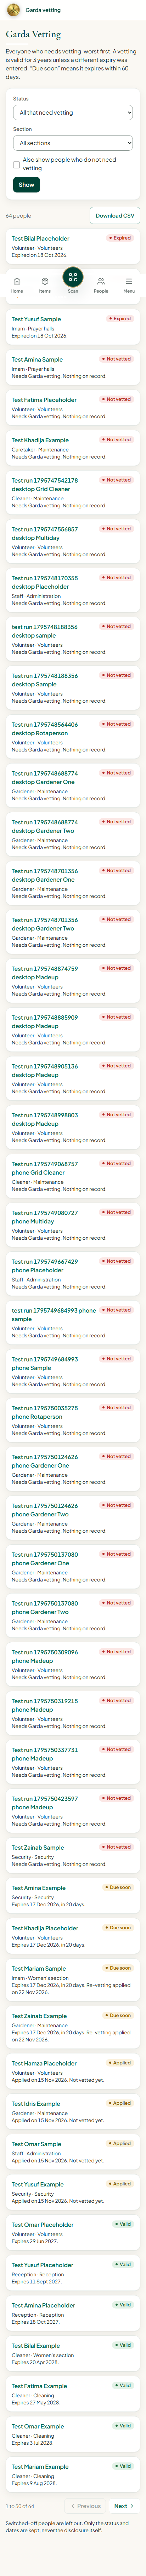 Garda vetting
Garda Vetting
Everyone who needs vetting, worst first. A vetting
is valid for 3 years unless a different expiry was
entered. "Due soon" means it expires within 60
days.
Status
All that need vetting
Section
All sections
Also show people who do not need
vetting
Show
64 people
Download CSV
Test Bilal Placeholder
Expired
Volunteer · Volunteers
Expired on 18 Oct 2026.
Home
Items
Scan
People
Menu
Test Yusuf Sample
Expired
Imam · Prayer halls
Expired on 18 Oct 2026.
Test Amina Sample
Not vetted
Imam · Prayer halls
Needs Garda vetting. Nothing on record.
Test Fatima Placeholder
Not vetted
Volunteer · Volunteers
Needs Garda vetting. Nothing on record.
Test Khadija Example
Not vetted
Caretaker · Maintenance
Needs Garda vetting. Nothing on record.
Test run 1795747542178
Not vetted
desktop Grid Cleaner
Cleaner · Maintenance
Needs Garda vetting. Nothing on record.
Test run 1795747556857
Not vetted
desktop Multiday
Volunteer · Volunteers
Needs Garda vetting. Nothing on record.
Test run 1795748170355
Not vetted
desktop Placeholder
Staff · Administration
Needs Garda vetting. Nothing on record.
test run 1795748188356
Not vetted
desktop sample
Volunteer · Volunteers
Needs Garda vetting. Nothing on record.
Test run 1795748188356
Not vetted
desktop Sample
Volunteer · Volunteers
Needs Garda vetting. Nothing on record.
Test run 1795748564406
Not vetted
desktop Rotaperson
Volunteer · Volunteers
Needs Garda vetting. Nothing on record.
Test run 1795748688774
Not vetted
desktop Gardener One
Gardener · Maintenance
Needs Garda vetting. Nothing on record.
Test run 1795748688774
Not vetted
desktop Gardener Two
Gardener · Maintenance
Needs Garda vetting. Nothing on record.
Test run 1795748701356
Not vetted
desktop Gardener One
Gardener · Maintenance
Needs Garda vetting. Nothing on record.
Test run 1795748701356
Not vetted
desktop Gardener Two
Gardener · Maintenance
Needs Garda vetting. Nothing on record.
Test run 1795748874759
Not vetted
desktop Madeup
Volunteer · Volunteers
Needs Garda vetting. Nothing on record.
Test run 1795748885909
Not vetted
desktop Madeup
Volunteer · Volunteers
Needs Garda vetting. Nothing on record.
Test run 1795748905136
Not vetted
desktop Madeup
Volunteer · Volunteers
Needs Garda vetting. Nothing on record.
Test run 1795748998803
Not vetted
desktop Madeup
Volunteer · Volunteers
Needs Garda vetting. Nothing on record.
Test run 1795749068757
Not vetted
phone Grid Cleaner
Cleaner · Maintenance
Needs Garda vetting. Nothing on record.
Test run 1795749080727
Not vetted
phone Multiday
Volunteer · Volunteers
Needs Garda vetting. Nothing on record.
Test run 1795749667429
Not vetted
phone Placeholder
Staff · Administration
Needs Garda vetting. Nothing on record.
test run 1795749684993 phone
Not vetted
sample
Volunteer · Volunteers
Needs Garda vetting. Nothing on record.
Test run 1795749684993
Not vetted
phone Sample
Volunteer · Volunteers
Needs Garda vetting. Nothing on record.
Test run 1795750035275
Not vetted
phone Rotaperson
Volunteer · Volunteers
Needs Garda vetting. Nothing on record.
Test run 1795750124626
Not vetted
phone Gardener One
Gardener · Maintenance
Needs Garda vetting. Nothing on record.
Test run 1795750124626
Not vetted
phone Gardener Two
Gardener · Maintenance
Needs Garda vetting. Nothing on record.
Test run 1795750137080
Not vetted
phone Gardener One
Gardener · Maintenance
Needs Garda vetting. Nothing on record.
Test run 1795750137080
Not vetted
phone Gardener Two
Gardener · Maintenance
Needs Garda vetting. Nothing on record.
Test run 1795750309096
Not vetted
phone Madeup
Volunteer · Volunteers
Needs Garda vetting. Nothing on record.
Test run 1795750319215
Not vetted
phone Madeup
Volunteer · Volunteers
Needs Garda vetting. Nothing on record.
Test run 1795750337731
Not vetted
phone Madeup
Volunteer · Volunteers
Needs Garda vetting. Nothing on record.
Test run 1795750423597
Not vetted
phone Madeup
Volunteer · Volunteers
Needs Garda vetting. Nothing on record.
Test Zainab Sample
Not vetted
Security · Security
Needs Garda vetting. Nothing on record.
Test Amina Example
Due soon
Security · Security
Expires 17 Dec 2026, in 20 days.
Test Khadija Placeholder
Due soon
Volunteer · Volunteers
Expires 17 Dec 2026, in 20 days.
Test Mariam Sample
Due soon
Imam · Women's section
Expires 17 Dec 2026, in 20 days. Re-vetting applied
on 22 Nov 2026.
Test Zainab Example
Due soon
Gardener · Maintenance
Expires 17 Dec 2026, in 20 days. Re-vetting applied
on 22 Nov 2026.
Test Hamza Placeholder
Applied
Volunteer · Volunteers
Applied on 15 Nov 2026. Not vetted yet.
Test Idris Example
Applied
Gardener · Maintenance
Applied on 15 Nov 2026. Not vetted yet.
Test Omar Sample
Applied
Staff · Administration
Applied on 15 Nov 2026. Not vetted yet.
Test Yusuf Example
Applied
Security · Security
Applied on 15 Nov 2026. Not vetted yet.
Test Omar Placeholder
Valid
Volunteer · Volunteers
Expires 29 Jun 2027.
Test Yusuf Placeholder
Valid
Reception · Reception
Expires 11 Sept 2027.
Test Amina Placeholder
Valid
Reception · Reception
Expires 18 Oct 2027.
Test Bilal Example
Valid
Cleaner · Women's section
Expires 20 Apr 2028.
Test Fatima Example
Valid
Cleaner · Cleaning
Expires 27 May 2028.
Test Omar Example
Valid
Cleaner · Cleaning
Expires 3 Jul 2028.
Test Mariam Example
Valid
Cleaner · Cleaning
Expires 9 Aug 2028.
1 to 50 of 64
Previous
Next
Switched-off people are left out. Only the status and
dates are kept, never the disclosure itself.